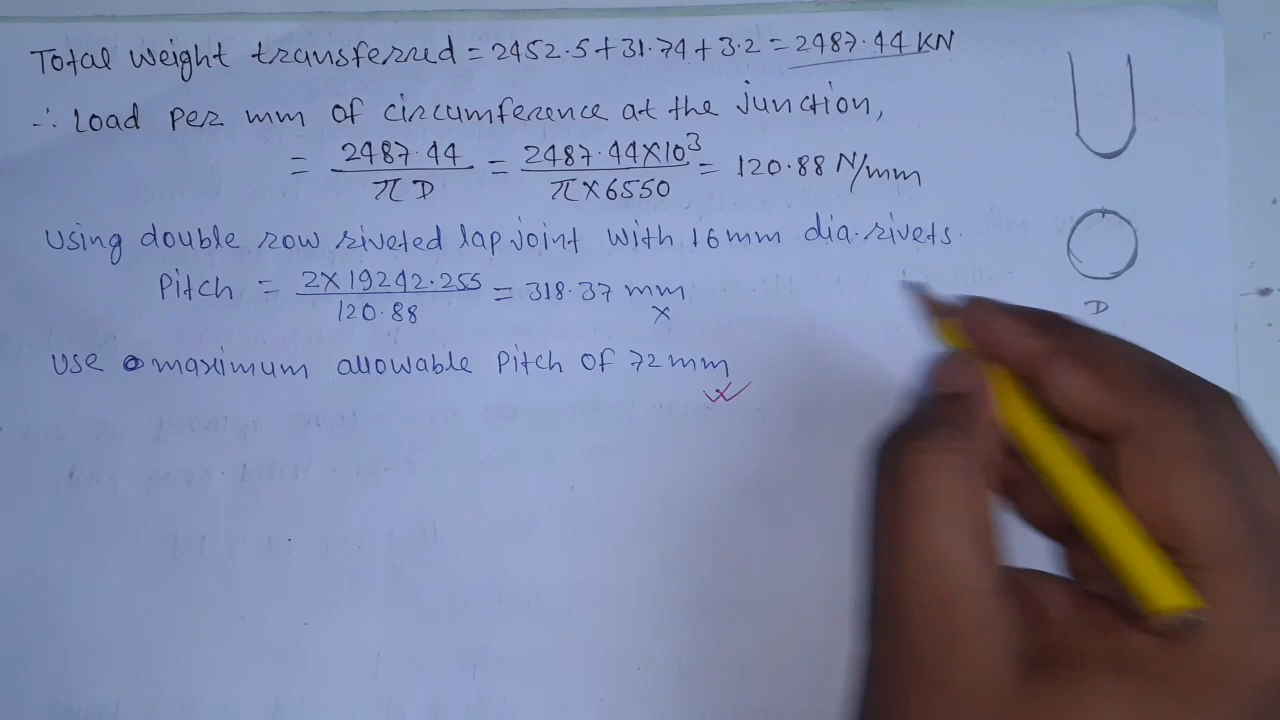 Total weight transferred = 2452.5 + 31.74 + 3.2 = 2487.44 KN
∴ Load per mm of circumference at the junction,
= 2487.44 / πD = 2487.44×10³ / π×6550 = 120.88 N/mm
Using double row riveted lap joint with 16mm dia. rivets.
Pitch = 2×19242.255 / 120.88 = 318.37 mm
x
Use maximum allowable pitch of 72mm
D